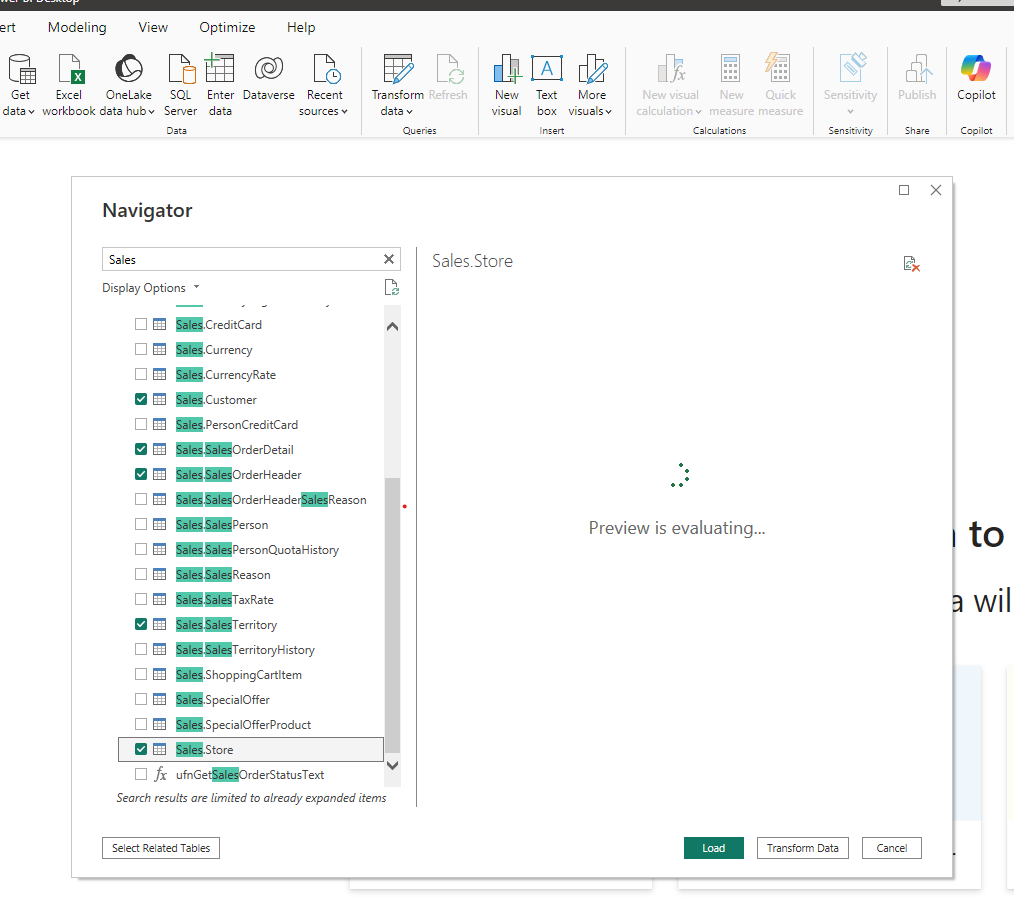 ower BI Desktop
ert Modeling View Optimize Help
Get data
Excel workbook
OneLake data hub
SQL Server
Enter data
Dataverse
Recent sources
Transform data
Refresh
New visual
Text box
More visuals
New visual calculation
New measure
Quick measure
Sensitivity
Publish
Copilot
Data Queries Insert Calculations Sensitivity Share Copilot
Navigator
Sales
Display Options
Sales.CreditCard
Sales.Currency
Sales.CurrencyRate
Sales.Customer
Sales.PersonCreditCard
Sales.SalesOrderDetail
Sales.SalesOrderHeader
Sales.SalesOrderHeaderSalesReason
Sales.SalesPerson
Sales.SalesPersonQuotaHistory
Sales.SalesReason
Sales.SalesTaxRate
Sales.SalesTerritory
Sales.SalesTerritoryHistory
Sales.ShoppingCartItem
Sales.SpecialOffer
Sales.SpecialOfferProduct
Sales.Store
ufnGetSalesOrderStatusText
Search results are limited to already expanded items
Sales.Store
Preview is evaluating...
to
a wil
Select Related Tables
Load
Transform Data
Cancel